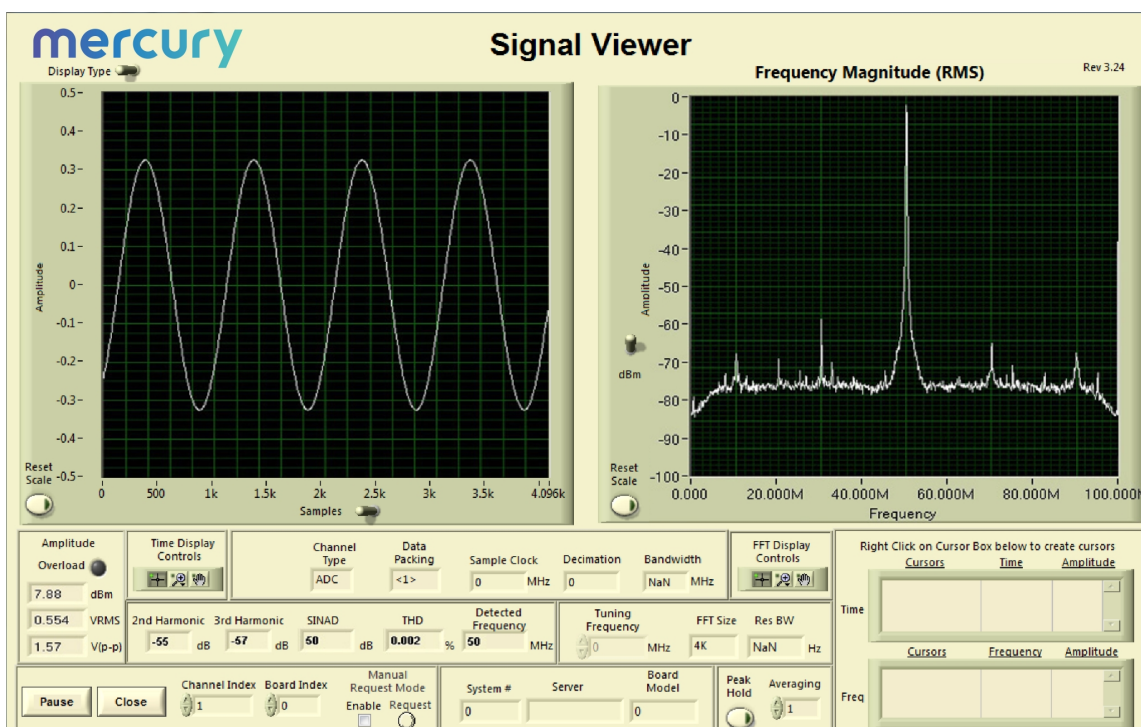 mercury
Signal Viewer
Rev 3.24
Display Type
Frequency Magnitude (RMS)
0.5
0.4
0.3
0.2
0.1
0
-0.1
-0.2
-0.3
-0.4
-0.5
Amplitude
Reset
Scale
0 500 1k 1.5k 2k 2.5k 3k 3.5k 4.096k
Samples
0
-10
-20
-30
-40
-50
-60
-70
-80
-90
-100
Amplitude
dBm
Reset
Scale
0.000 20.000M 40.000M 60.000M 80.000M 100.000M
Frequency
Amplitude
Overload
7.88 dBm
0.554 VRMS
1.57 V(p-p)
Time Display
Controls
Channel
Type
ADC
Data
Packing
<1>
Sample Clock
0 MHz
Decimation
0
Bandwidth
NaN MHz
FFT Display
Controls
2nd Harmonic
-55 dB
3rd Harmonic
-67 dB
SINAD
50 dB
THD
0.002 %
Detected
Frequency
50 MHz
Tuning
Frequency
0 MHz
FFT Size
4K
Res BW
NaN Hz
Right Click on Cursor Box below to create cursors
Cursors Time Amplitude
Time
Cursors Frequency Amplitude
Freq
Pause
Close
Channel Index
1
Board Index
0
Manual
Request Mode
Enable Request
System #
0
Server
Board
Model
0
Peak
Hold
Averaging
1